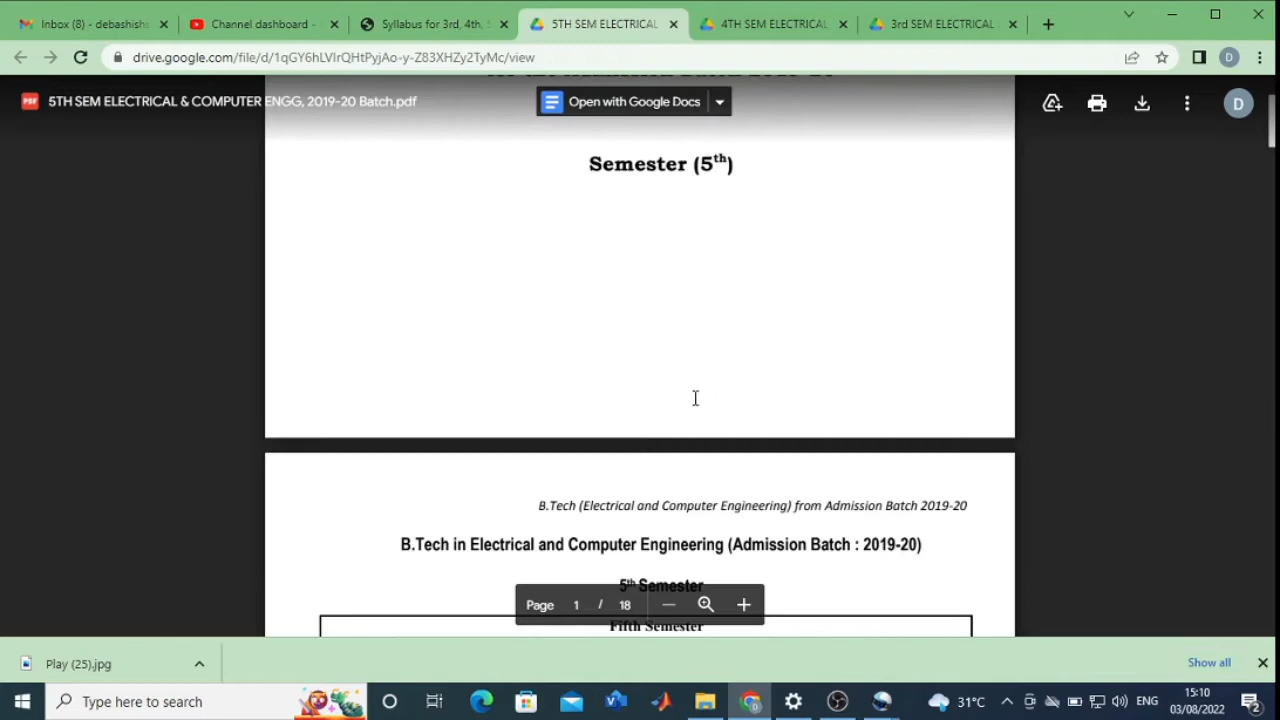 Inbox (8) - debashish
Channel dashboard -
Syllabus for 3rd, 4th,
5TH SEM ELECTRICAL
4TH SEM ELECTRICAL
3rd SEM ELECTRICAL
drive.google.com/file/d/1qGY6hLVIrQHtPyjAo-y-Z83XHZy2TyMc/view
D
PDF
5TH SEM ELECTRICAL & COMPUTER ENGG, 2019-20 Batch.pdf
Open with Google Docs
D
Semester (5th)
B.Tech (Electrical and Computer Engineering) from Admission Batch 2019-20
B.Tech in Electrical and Computer Engineering (Admission Batch : 2019-20)
5th Semester
Page 1 / 18
Fifth Semester
Play (25).jpg
Show all
Type here to search
31°C
ENG
15:10
03/08/2022
2